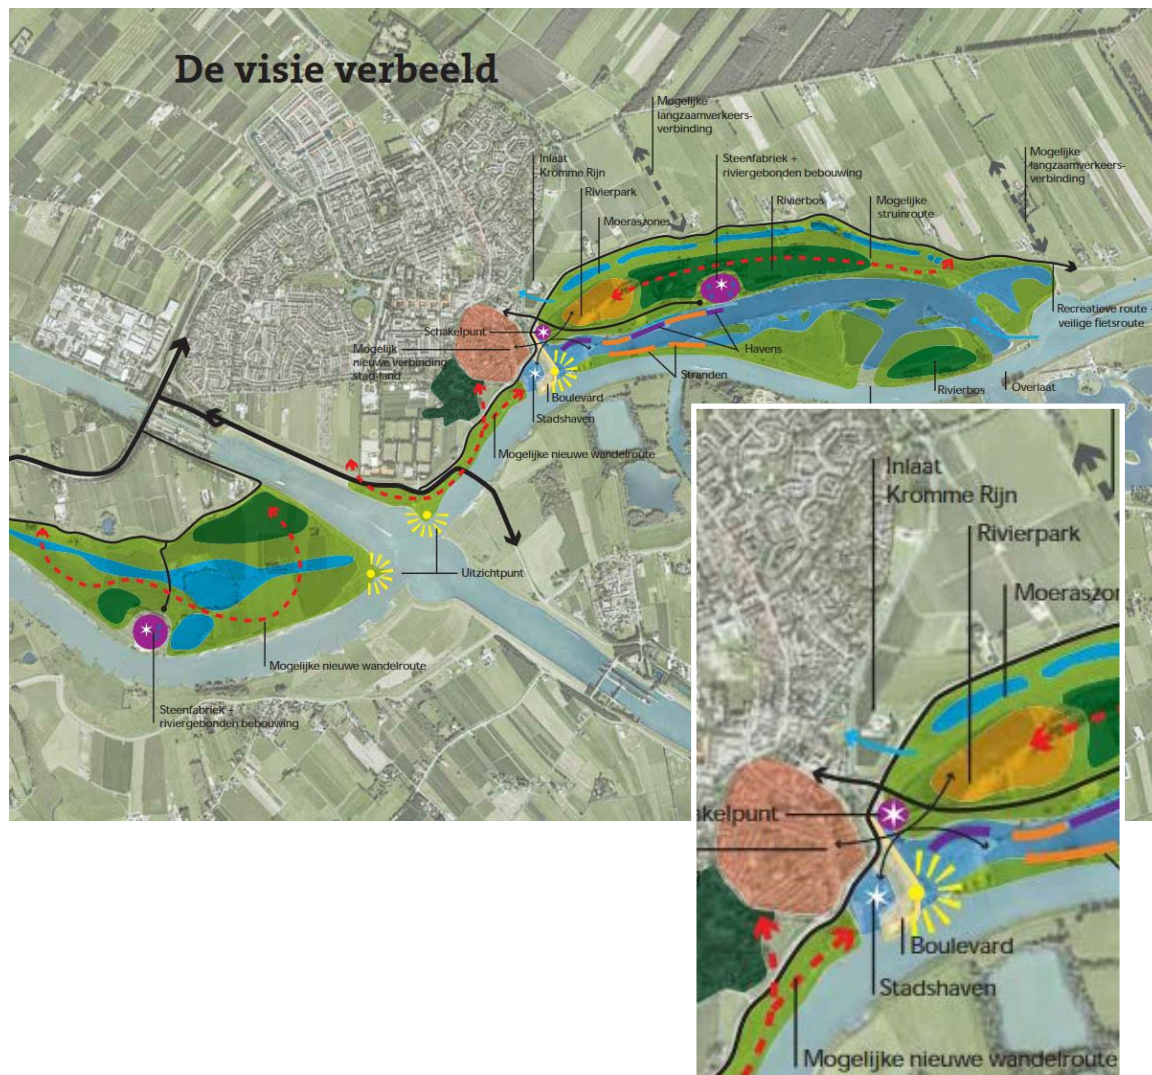 De visie verbeeld
Mogelijke
langzaamverkeers-
verbinding
Mogelijke
langzaamverkeers-
verbinding
Inlaat
Kromme Rijn
Steenfabriek +
riviergebonden bebouwing
Rivierpark
Rivierbos
Mogelijke
struinroute
Moeraszones
Recreatieve route -
veilige fietsroute
Schakelpunt
Mogelijk
nieuwe verbinding
stad-land
Havens
Stranden
Rivierbos
Overlaat
Boulevard
Stadshaven
Mogelijke nieuwe wandelroute
Uitzichtpunt
Mogelijke nieuwe wandelroute
Steenfabriek +
riviergebonden bebouwing
Inlaat
Kromme Rijn
Rivierpark
Moeraszon
akelpunt
Boulevard
Stadshaven
Mogelijke nieuwe wandelroute